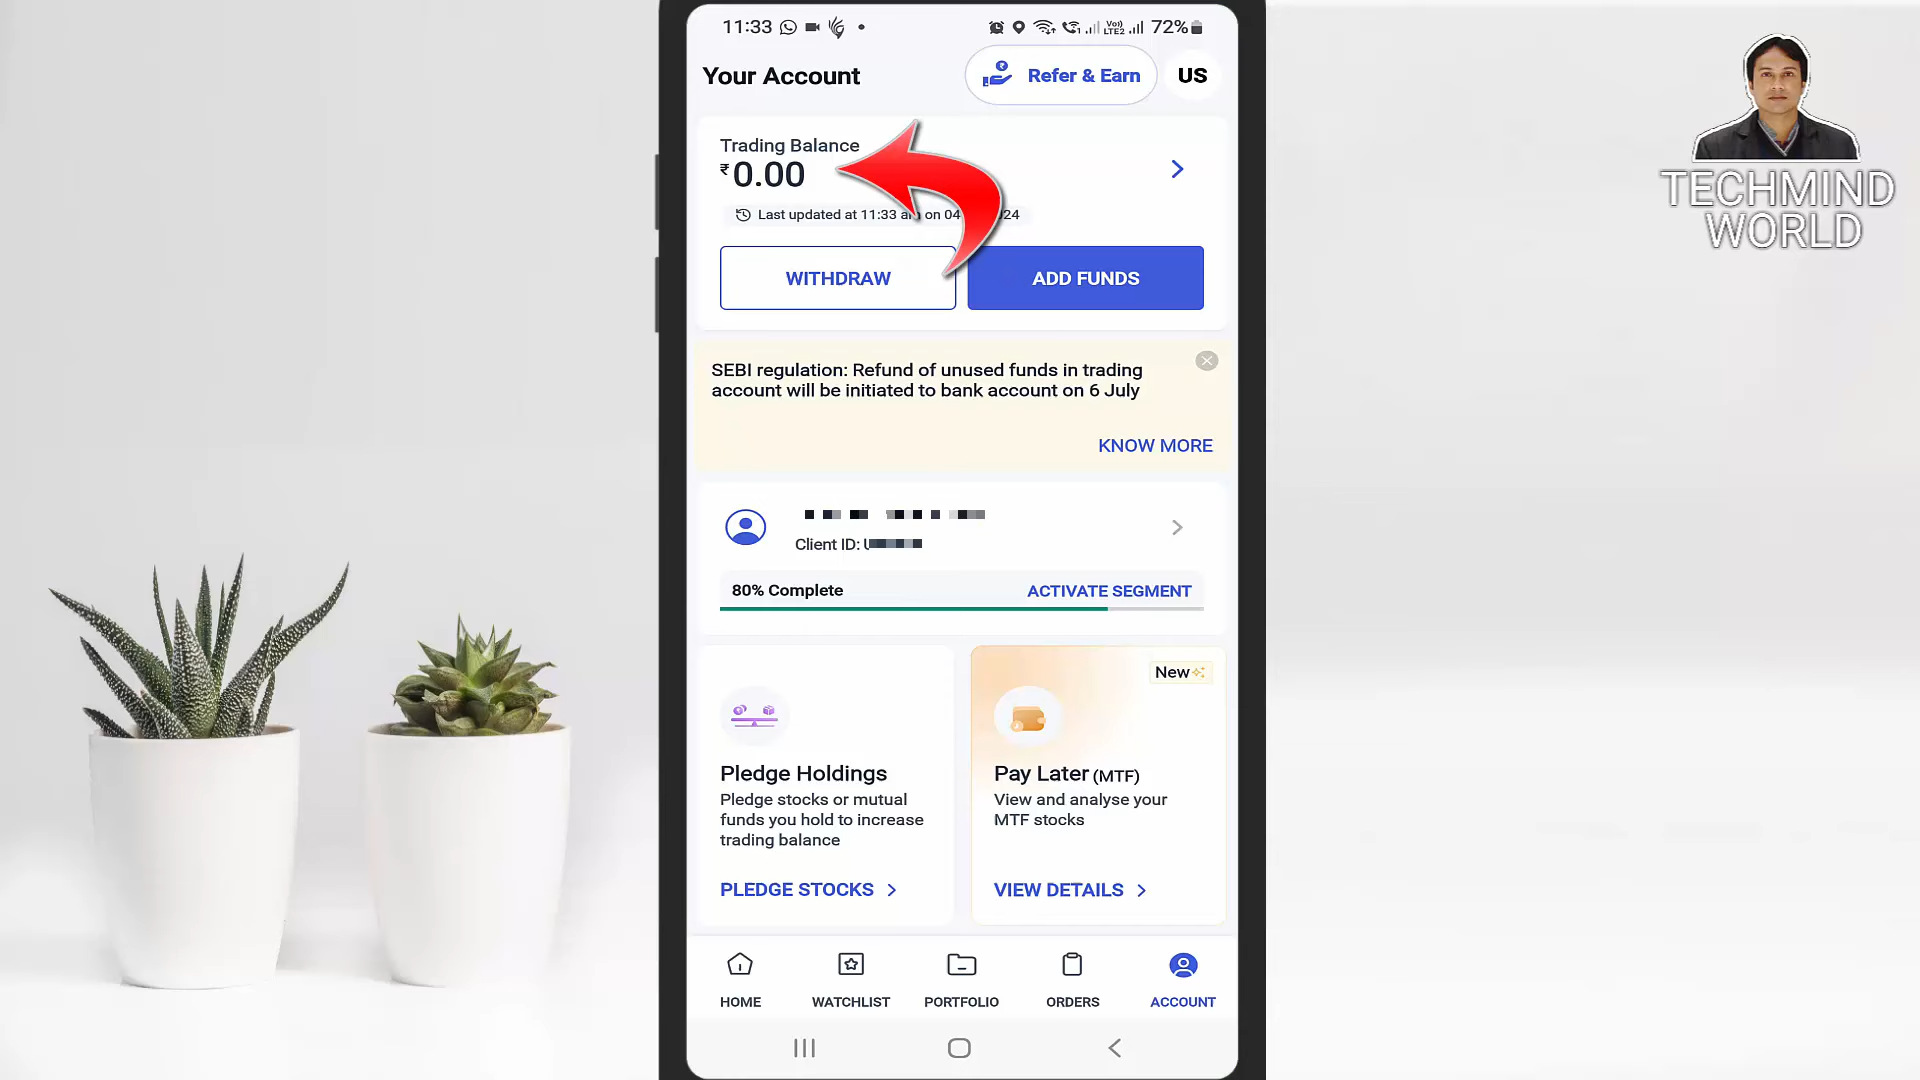 11:33
Vo))
LTE2
72%
Your Account
Refer & Earn
US
Trading Balance
₹0.00
Last updated at 11:33 on 04 24
WITHDRAW
ADD FUNDS
SEBI regulation: Refund of unused funds in trading
account will be initiated to bank account on 6 July
KNOW MORE
Client ID:
80% Complete
ACTIVATE SEGMENT
New
Pledge Holdings
Pledge stocks or mutual
funds you hold to increase
trading balance
PLEDGE STOCKS
Pay Later (MTF)
View and analyse your
MTF stocks
VIEW DETAILS
HOME
WATCHLIST
PORTFOLIO
ORDERS
ACCOUNT
TECHMIND
WORLD